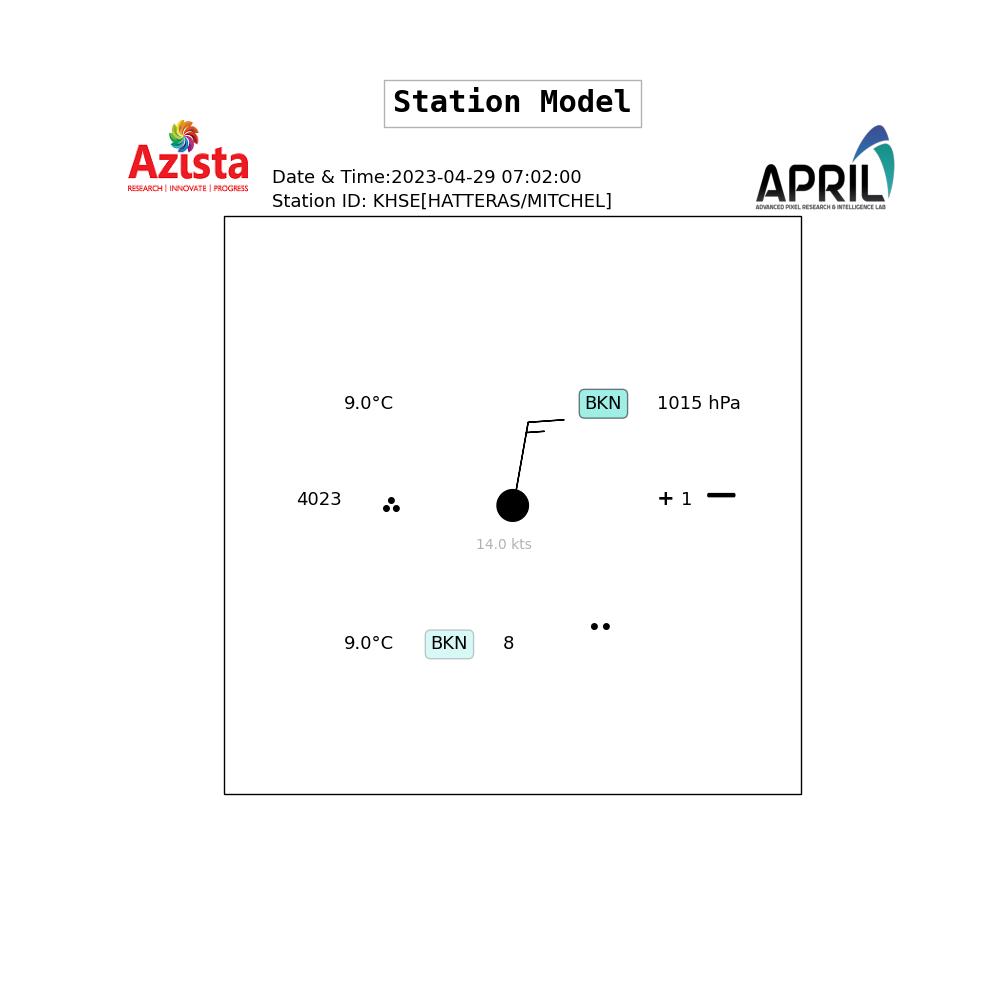 Station Model
Azista
RESEARCH | INNOVATE | PROGRESS
APRIL
ADVANCED PIXEL RESEARCH & INTELLIGENCE LAB
Date & Time:2023-04-29 07:02:00
Station ID: KHSE[HATTERAS/MITCHEL]
9.0°C BKN 1015 hPa
4023 + 1
14.0 kts
9.0°C BKN 8